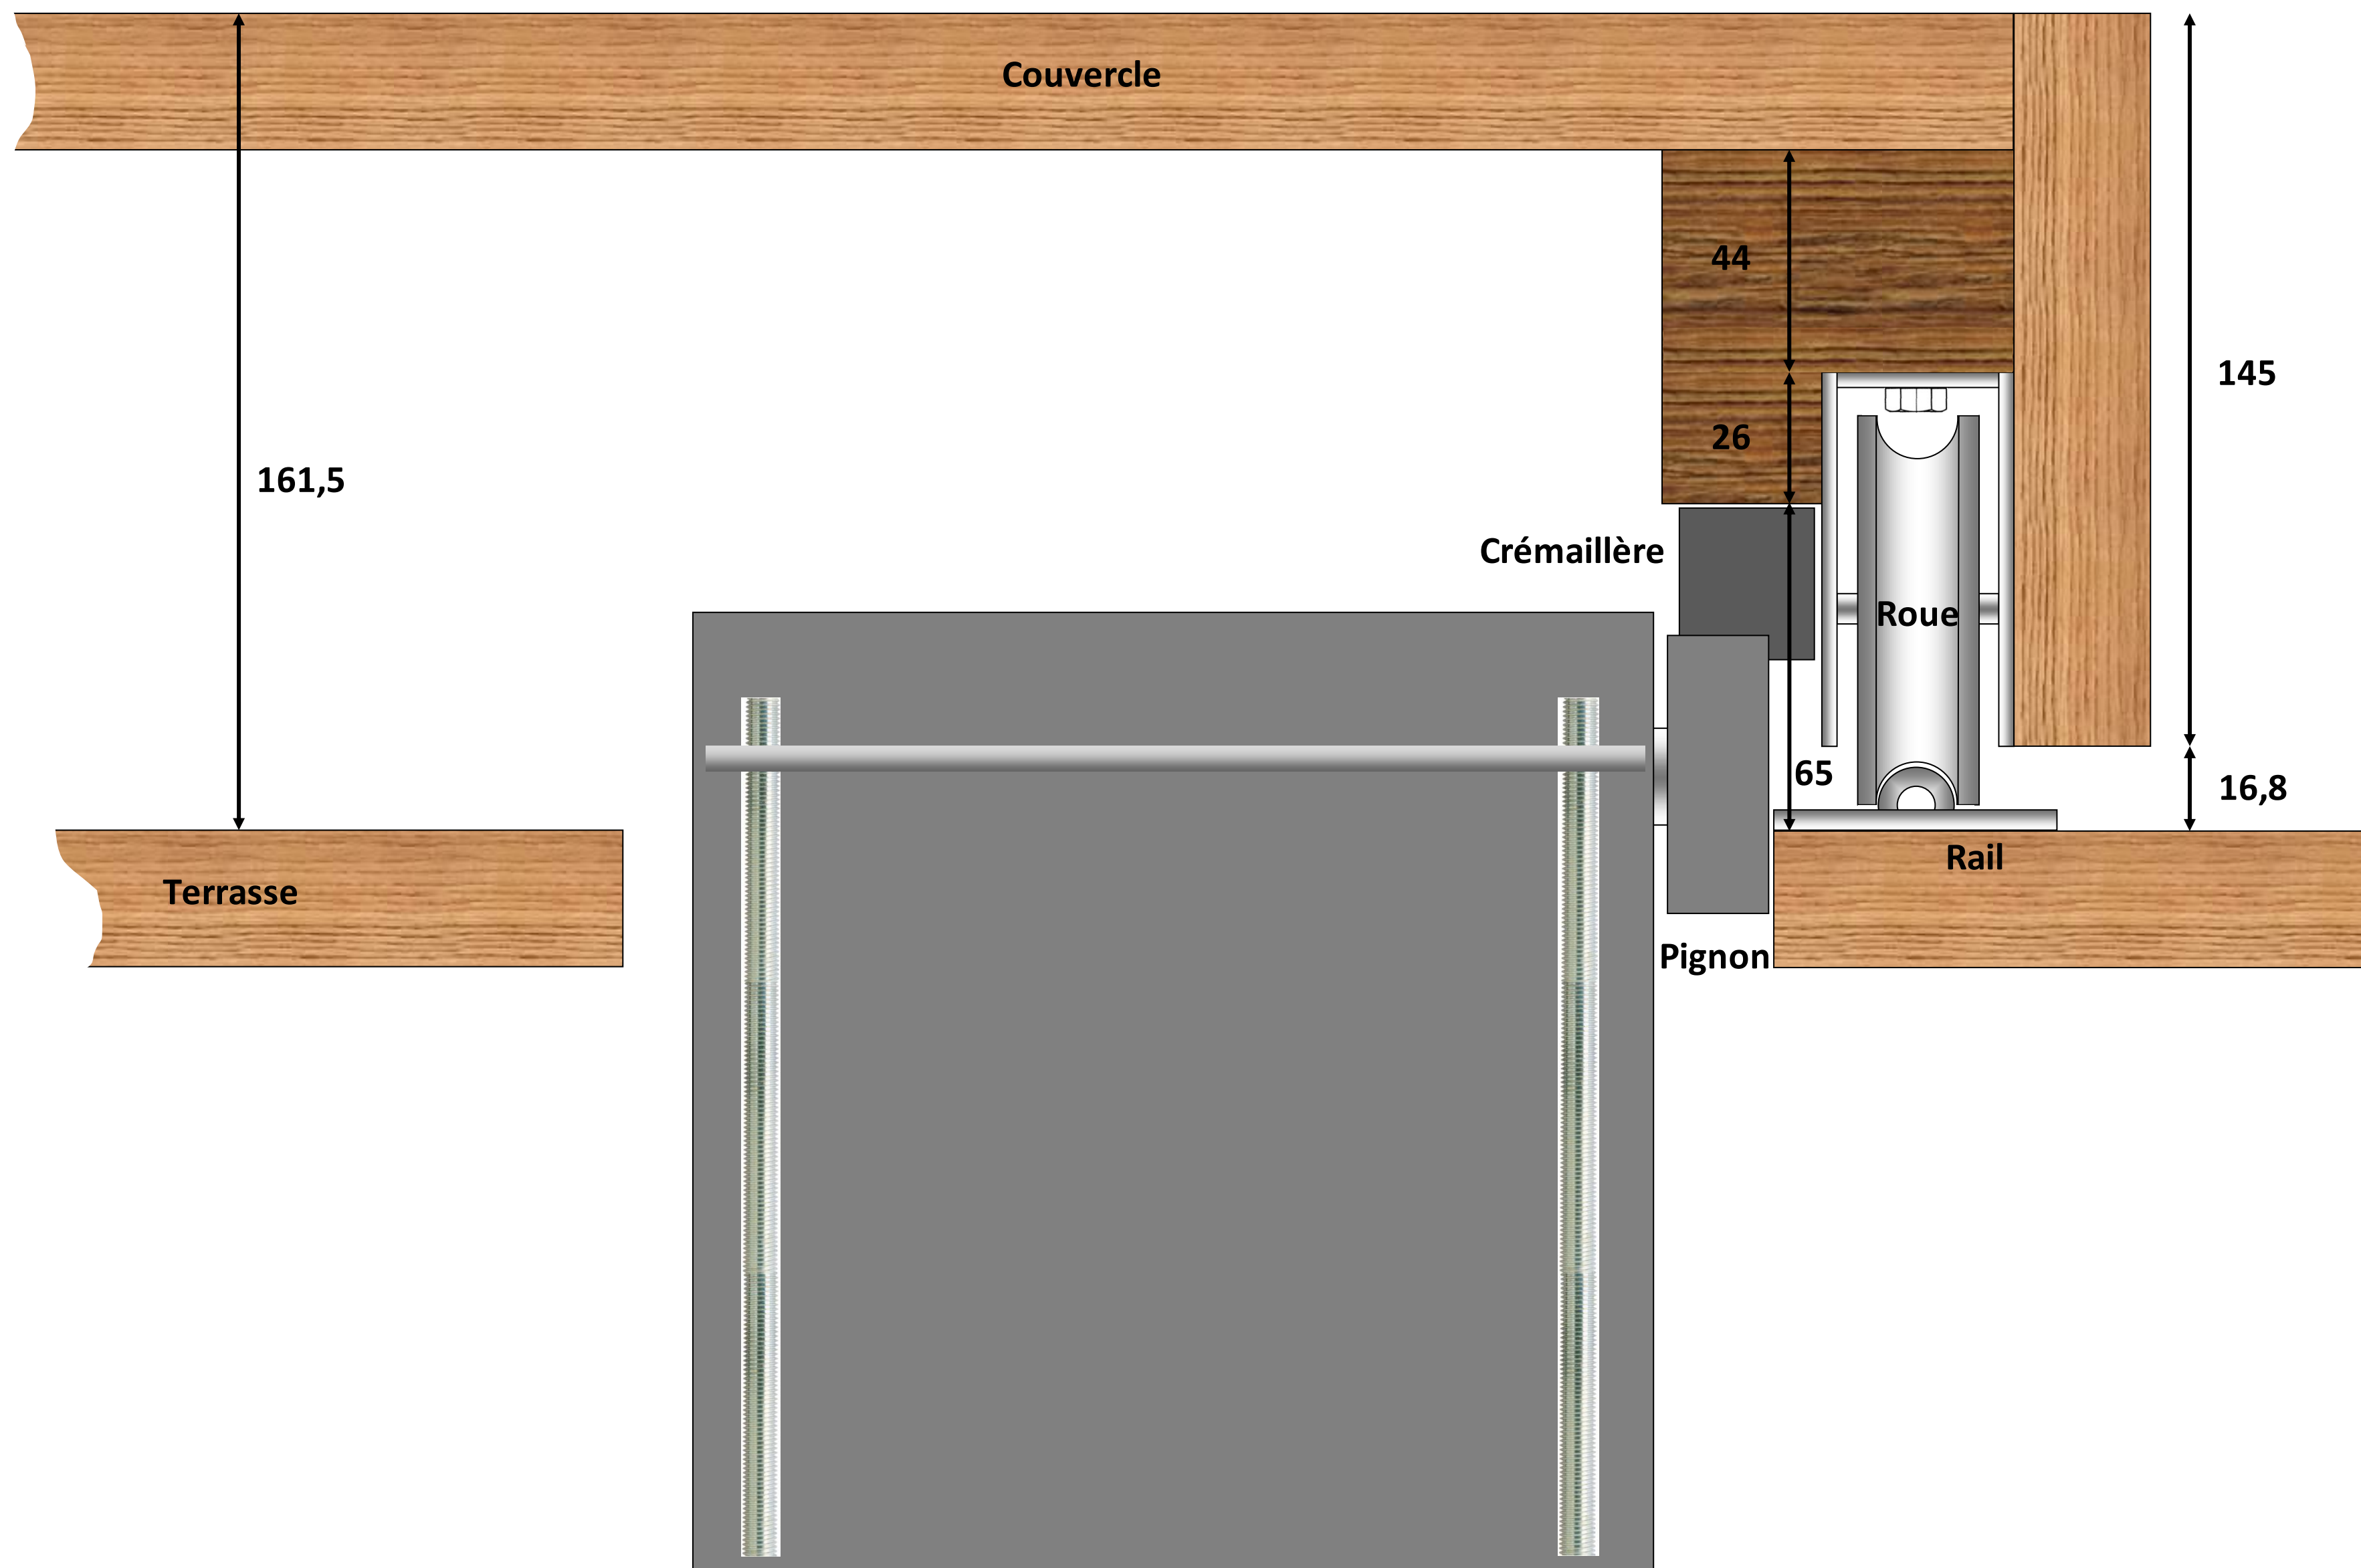 Couvercle
44
145
26
161,5
Crémaillère
Roue
65
16,8
Rail
Terrasse
Pignon